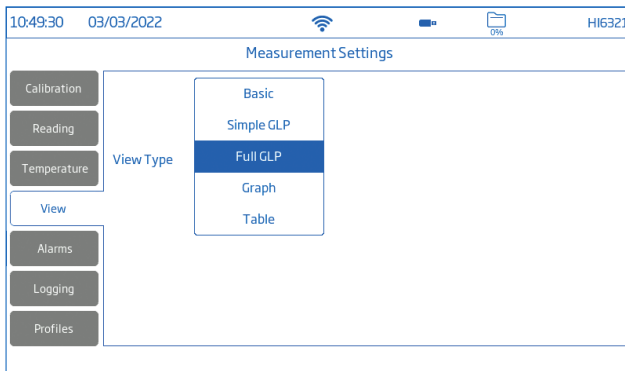 10:49:30 03/03/2022 0% HI6321
Measurement Settings
Calibration
Reading
Temperature
View
Alarms
Logging
Profiles
View Type
Basic
Simple GLP
Full GLP
Graph
Table